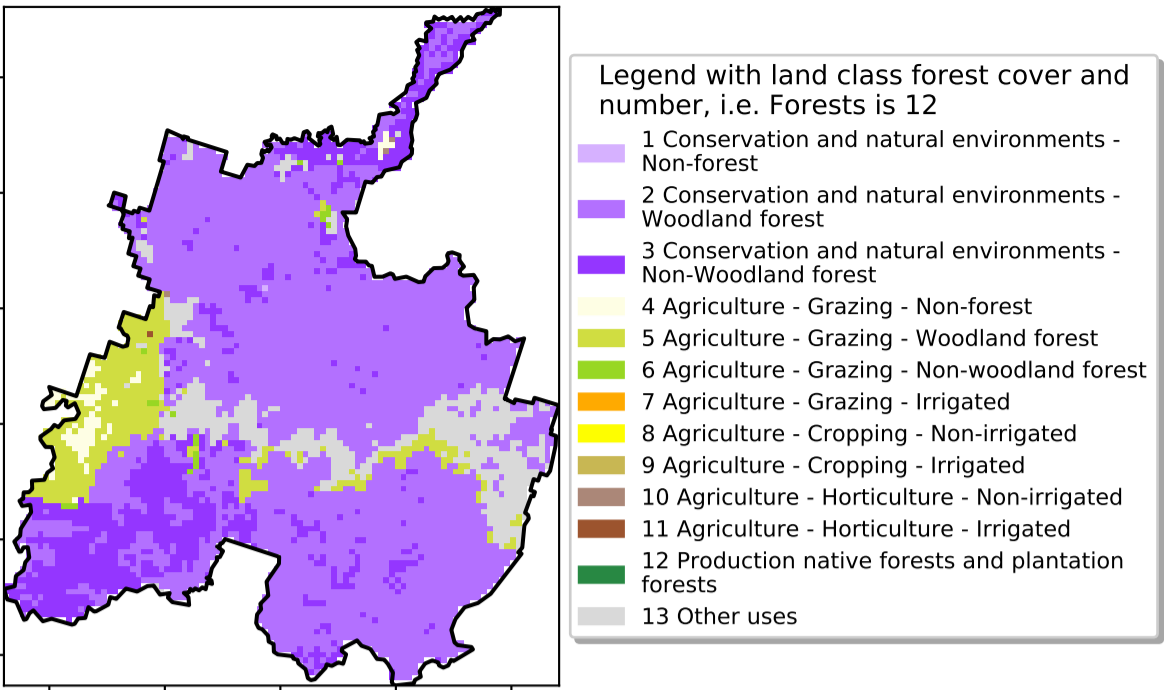 Legend with land class forest cover and
number, i.e. Forests is 12
1 Conservation and natural environments -
Non-forest
2 Conservation and natural environments -
Woodland forest
3 Conservation and natural environments -
Non-Woodland forest
4 Agriculture - Grazing - Non-forest
5 Agriculture - Grazing - Woodland forest
6 Agriculture - Grazing - Non-woodland forest
7 Agriculture - Grazing - Irrigated
8 Agriculture - Cropping - Non-irrigated
9 Agriculture - Cropping - Irrigated
10 Agriculture - Horticulture - Non-irrigated
11 Agriculture - Horticulture - Irrigated
12 Production native forests and plantation
forests
13 Other uses